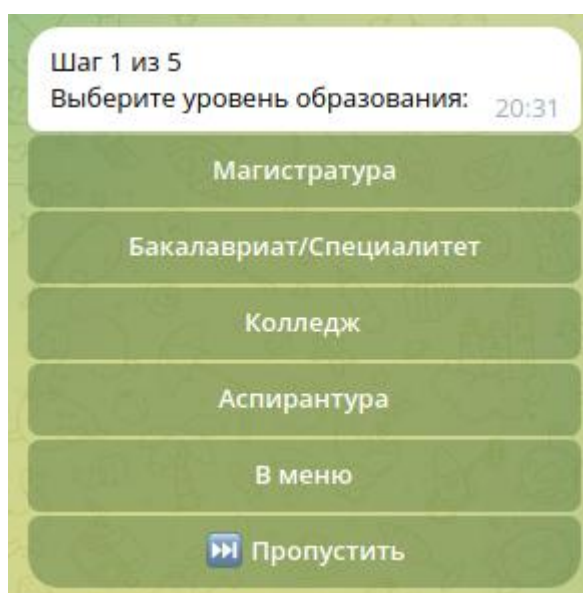 Шаг 1 из 5
Выберите уровень образования:
20:31
Магистратура
Бакалавриат/Специалитет
Колледж
Аспирантура
В меню
⏭ Пропустить